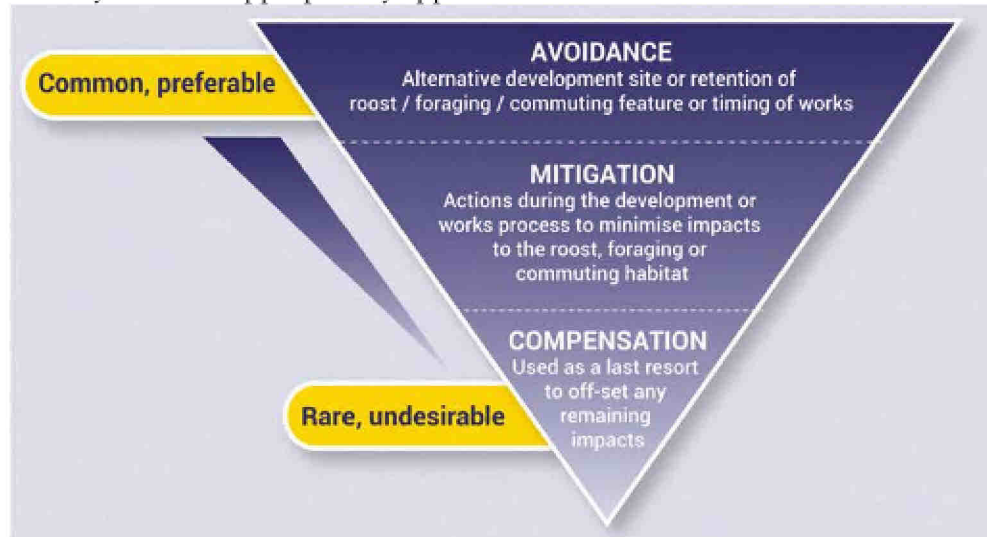 AVOIDANCE
Alternative development site or retention of
roost / foraging / commuting feature or timing of works
Common, preferable
MITIGATION
Actions during the development or
works process to minimise impacts
to the roost, foraging or
commuting habitat
COMPENSATION
Used as a last resort
to off-set any
remaining
impacts
Rare, undesirable